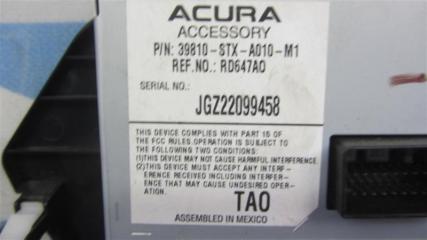 ACURA
ACCESSORY
P/N: 39810-STX-A010-M1
REF.NO.: RD647AO
SERIAL NO.:
JGZ22099458
THIS DEVICE COMPLIES WITH PART 15 OF
THE FCC RULES.OPERATION IS SUBJECT TO
THE FOLLOWING TWO CONDITIONS:
(1)THIS DEVICE MAY NOT CAUSE HARMFUL INTERFERENCE.
(2)THIS DEVICE MUST ACCEPT ANY INTERF-
ERENCE RECEIVED INCLUDING INTERFER-
ENCE THAT MAY CAUSE UNDESIRED OPER-
ATION.
TA0
ASSEMBLED IN MEXICO